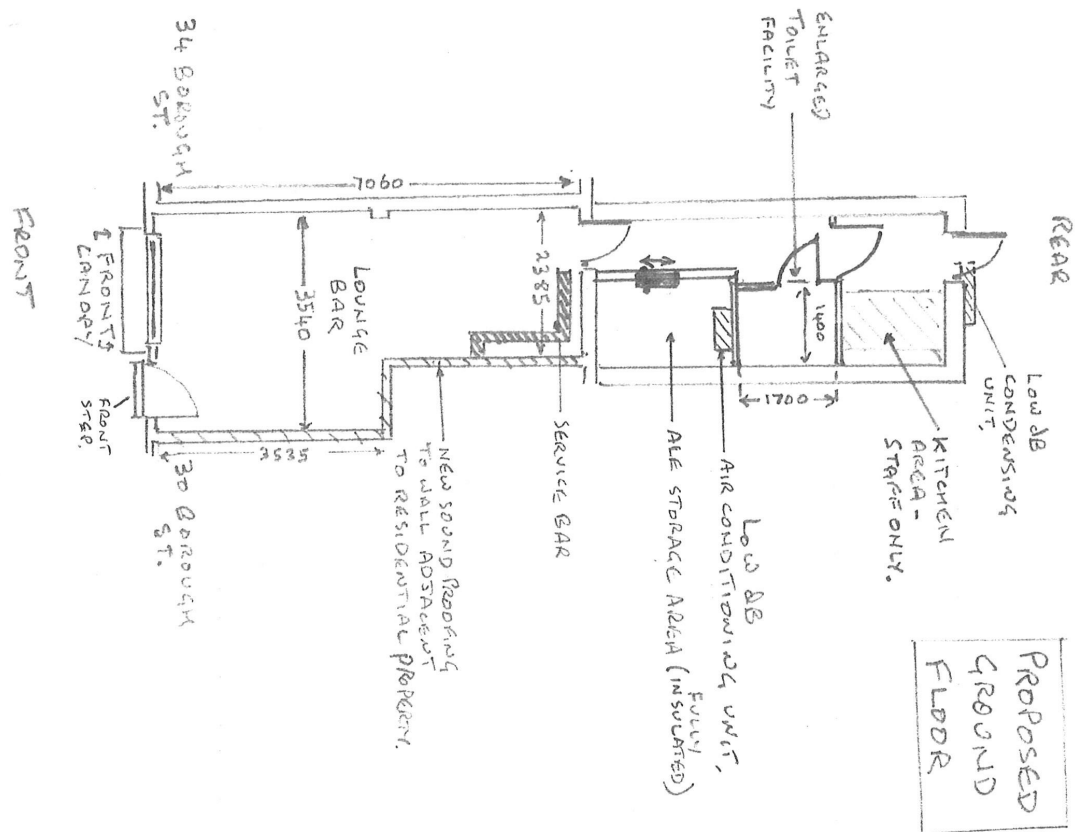 PROPOSED
GROUND
FLOOR
REAR
LOW dB
CONDENSING
UNIT
KITCHEN
AREA -
STAFF ONLY.
ENLARGED
TOILET
FACILITY
1400
1700
LOW dB
AIR CONDITIONING UNIT,
FULLY
ALE STORAGE AREA (INSULATED)
7060
2385
SERVICE BAR
LOUNGE
BAR
3540
3535
NEW SOUND PROOFING
TO WALL ADJACENT
TO RESIDENTIAL PROPERTY.
34 BOROUGH
ST.
FRONT
CANOPY
FRONT
STEP.
30 BOROUGH
ST.
FRONT